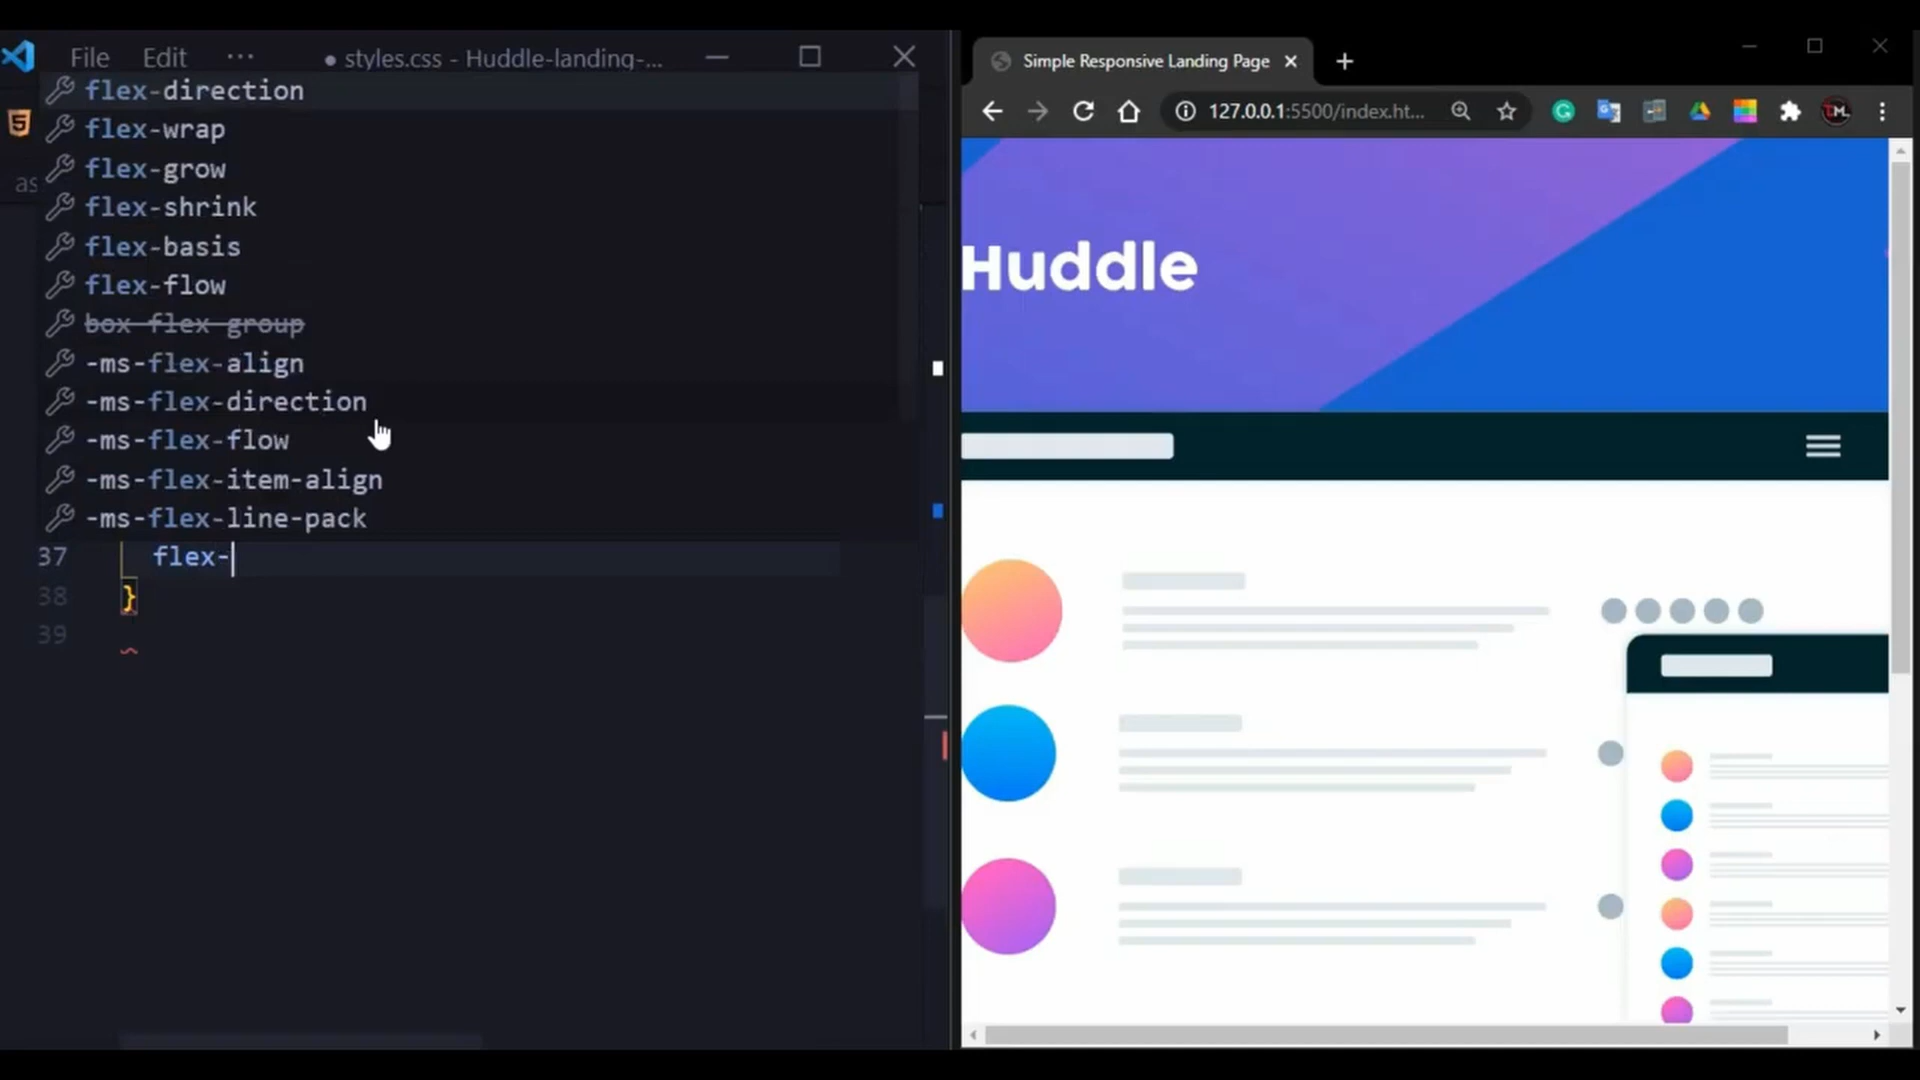 File Edit ··· ● styles.css - Huddle-landing-...
flex-direction
flex-wrap
flex-grow
flex-shrink
flex-basis
flex-flow
box-flex-group
-ms-flex-align
-ms-flex-direction
-ms-flex-flow
-ms-flex-item-align
-ms-flex-line-pack
as
37 flex-
38 }
39
Simple Responsive Landing Page
127.0.0.1:5500/index.ht...
Huddle